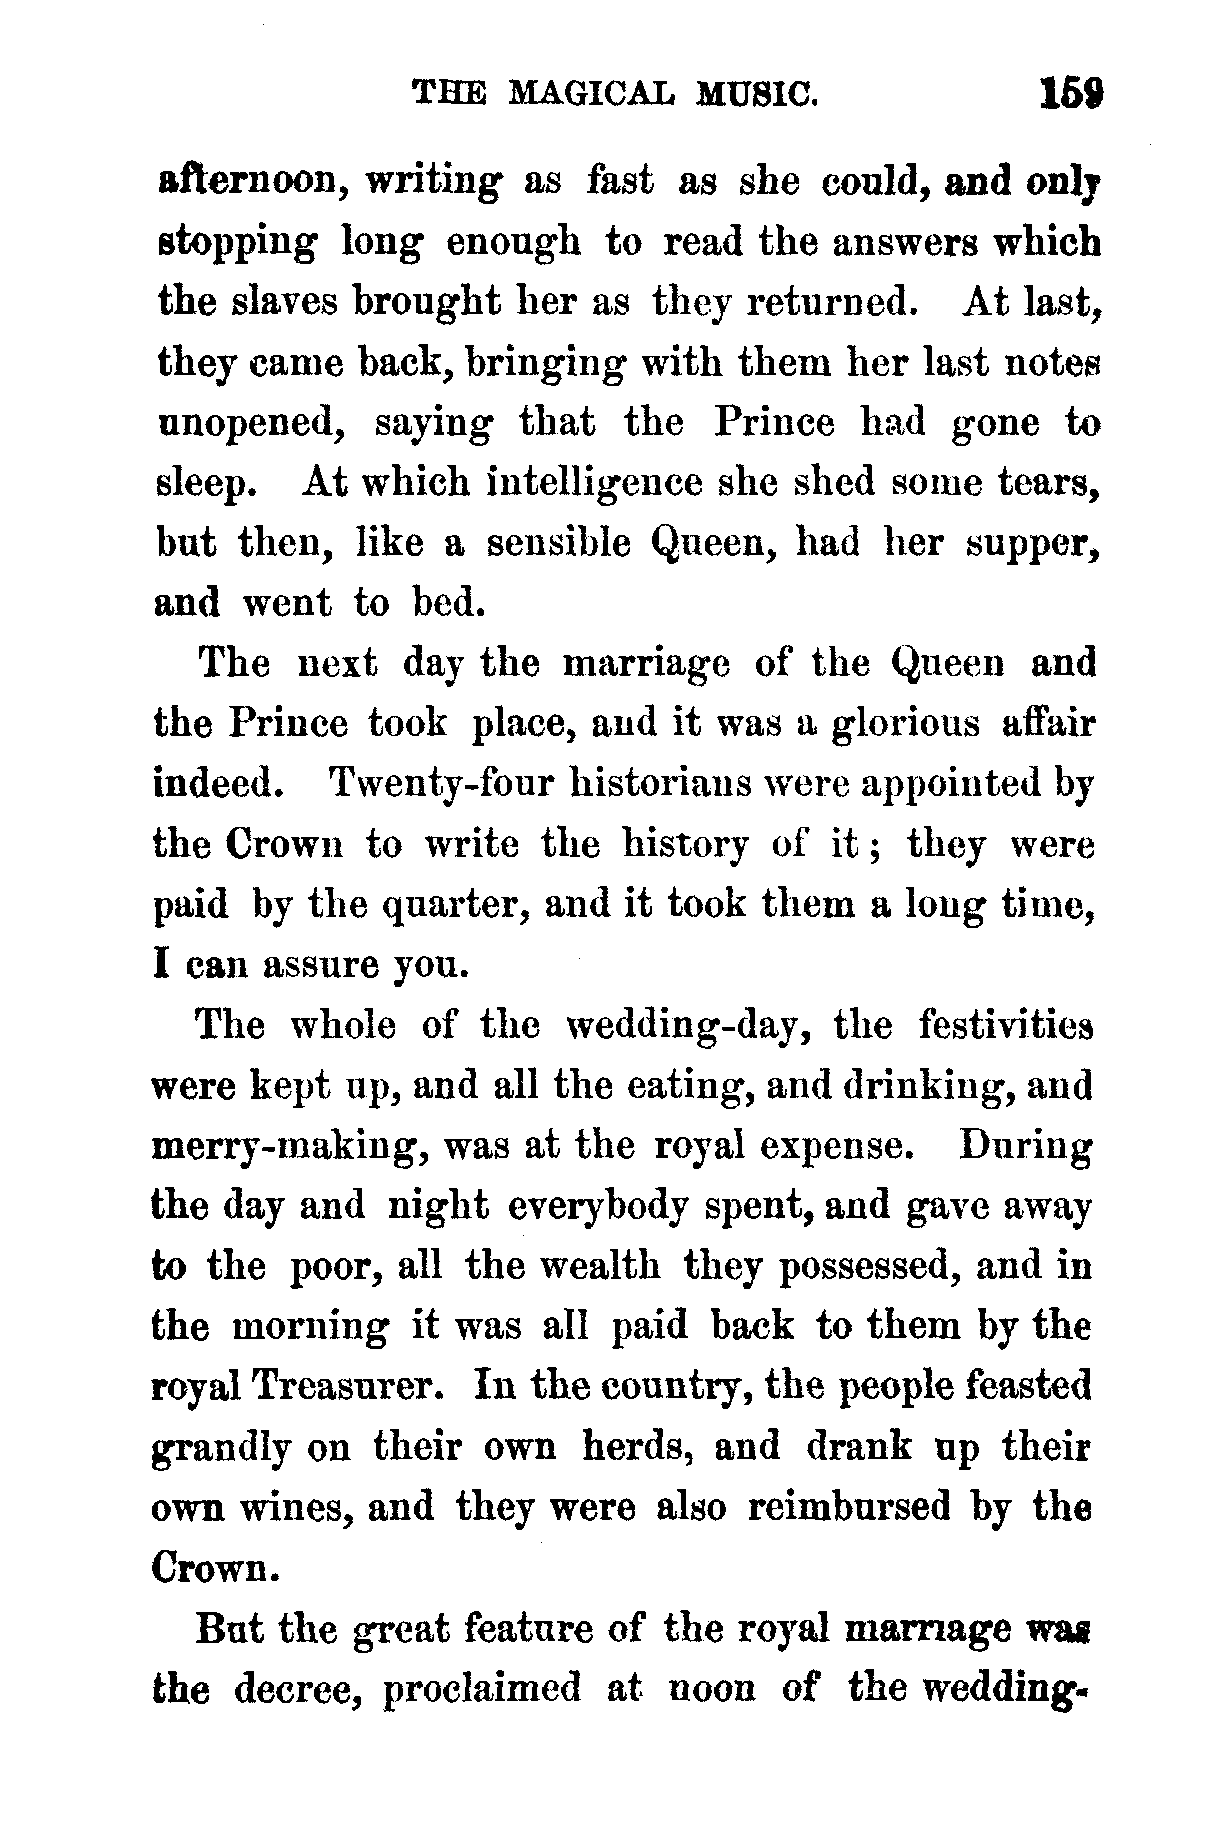 THE MAGICAL MUSIC. 159
afternoon, writing as fast as she could, and only
stopping long enough to read the answers which
the slaves brought her as they returned. At last,
they came back, bringing with them her last notes
unopened, saying that the Prince had gone to
sleep. At which intelligence she shed some tears,
but then, like a sensible Queen, had her supper,
and went to bed.
The next day the marriage of the Queen and
the Prince took place, and it was a glorious affair
indeed. Twenty-four historians were appointed by
the Crown to write the history of it; they were
paid by the quarter, and it took them a long time,
I can assure you.
The whole of the wedding-day, the festivities
were kept up, and all the eating, and drinking, and
merry-making, was at the royal expense. During
the day and night everybody spent, and gave away
to the poor, all the wealth they possessed, and in
the morning it was all paid back to them by the
royal Treasurer. In the country, the people feasted
grandly on their own herds, and drank up their
own wines, and they were also reimbursed by the
Crown.
But the great feature of the royal marriage was
the decree, proclaimed at noon of the wedding-